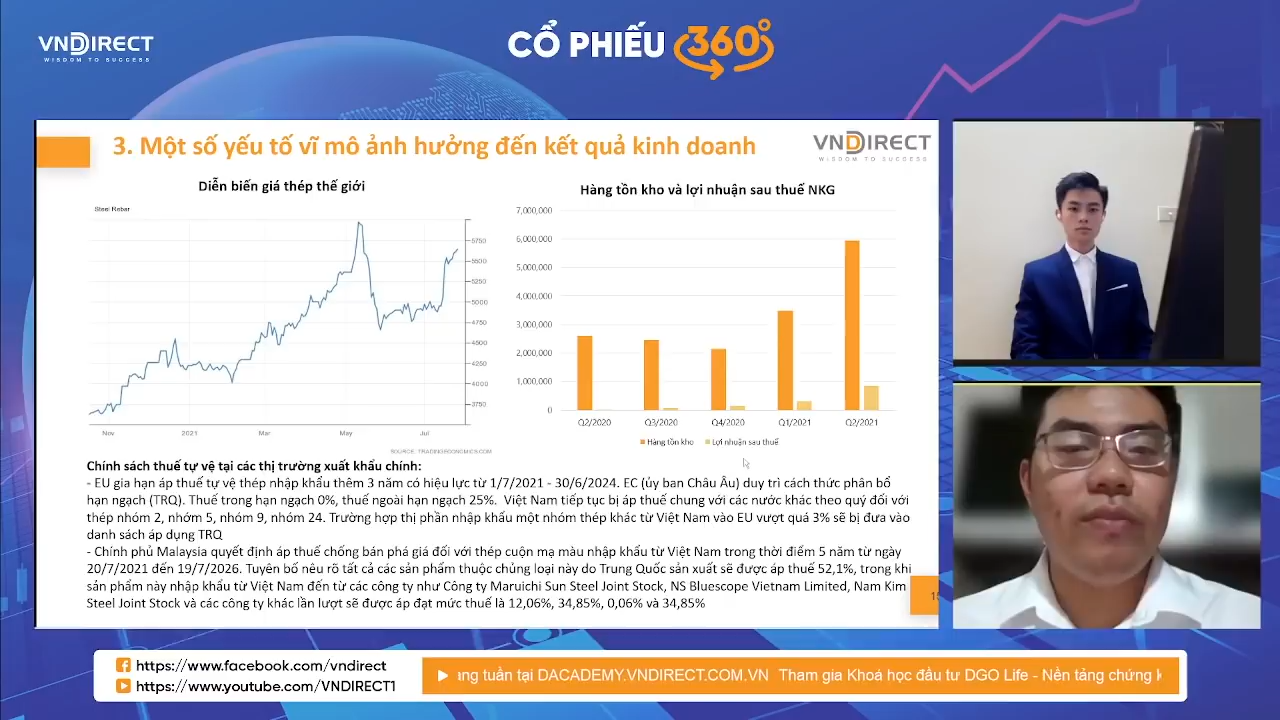 VNDIRECT
WISDOM TO SUCCESS
CỔ PHIẾU 360°
3. Một số yếu tố vĩ mô ảnh hưởng đến kết quả kinh doanh
VNDIRECT
WISDOM TO SUCCESS
Diễn biến giá thép thế giới
Steel Rebar
5750
5500
5250
5000
4750
4500
4250
4000
3750
Nov 2021 Mar May Jul
SOURCE: TRADINGECONOMICS.COM
Hàng tồn kho và lợi nhuận sau thuế NKG
7,000,000
6,000,000
5,000,000
4,000,000
3,000,000
2,000,000
1,000,000
0
Q2/2020 Q3/2020 Q4/2020 Q1/2021 Q2/2021
Hàng tồn kho Lợi nhuận sau thuế
Chính sách thuế tự vệ tại các thị trường xuất khẩu chính:
- EU gia hạn áp thuế tự vệ thép nhập khẩu thêm 3 năm có hiệu lực từ 1/7/2021 - 30/6/2024. EC (ủy ban Châu Âu) duy trì cách thức phân bổ
hạn ngạch (TRQ). Thuế trong hạn ngạch 0%, thuế ngoài hạn ngạch 25%. Việt Nam tiếp tục bị áp thuế chung với các nước khác theo quý đối với
thép nhóm 2, nhớm 5, nhóm 9, nhóm 24. Trường hợp thị phần nhập khẩu một nhóm thép khác từ Việt Nam vào EU vượt quá 3% sẽ bị đưa vào
danh sách áp dụng TRQ
- Chính phủ Malaysia quyết định áp thuế chống bán phá giá đối với thép cuộn mạ màu nhập khẩu từ Việt Nam trong thời điểm 5 năm từ ngày
20/7/2021 đến 19/7/2026. Tuyên bố nêu rõ tất cả các sản phẩm thuộc chủng loại này do Trung Quốc sản xuất sẽ được áp thuế 52,1%, trong khi
sản phẩm này nhập khẩu từ Việt Nam đến từ các công ty như Công ty Maruichi Sun Steel Joint Stock, NS Bluescope Vietnam Limited, Nam Kim
Steel Joint Stock và các công ty khác lần lượt sẽ được áp đặt mức thuế là 12,06%, 34,85%, 0,06% và 34,85%
https://www.facebook.com/vndirect
https://www.youtube.com/VNDIRECT1
tuần tại DACADEMY.VNDIRECT.COM.VN Tham gia Khoá học đầu tư DGO Life - Nền tảng chứng